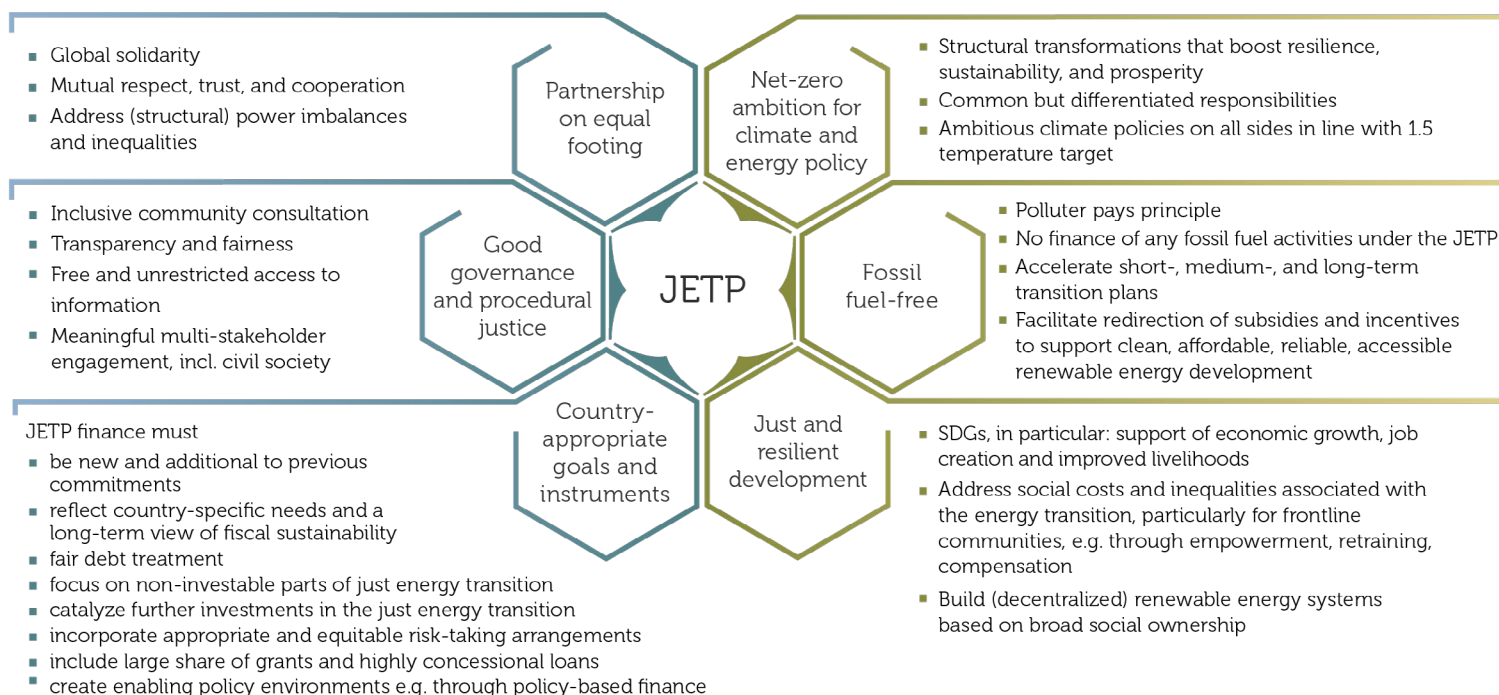 Global solidarity
Mutual respect, trust, and cooperation
Address (structural) power imbalances
and inequalities
Partnership
on equal
footing
Net-zero
ambition for
climate and
energy policy
Structural transformations that boost resilience,
sustainability, and prosperity
Common but differentiated responsibilities
Ambitious climate policies on all sides in line with 1.5
temperature target
Inclusive community consultation
Transparency and fairness
Free and unrestricted access to
information
Meaningful multi-stakeholder
engagement, incl. civil society
Good
governance
and procedural
justice
JETP
Fossil
fuel-free
Polluter pays principle
No finance of any fossil fuel activities under the JETP
Accelerate short-, medium-, and long-term
transition plans
Facilitate redirection of subsidies and incentives
to support clean, affordable, reliable, accessible
renewable energy development
JETP finance must
be new and additional to previous
commitments
reflect country-specific needs and a
long-term view of fiscal sustainability
fair debt treatment
focus on non-investable parts of just energy transition
catalyze further investments in the just energy transition
incorporate appropriate and equitable risk-taking arrangements
include large share of grants and highly concessional loans
create enabling policy environments e.g. through policy-based finance
Country-
appropriate
goals and
instruments
Just and
resilient
development
SDGs, in particular: support of economic growth, job
creation and improved livelihoods
Address social costs and inequalities associated with
the energy transition, particularly for frontline
communities, e.g. through empowerment, retraining,
compensation
Build (decentralized) renewable energy systems
based on broad social ownership